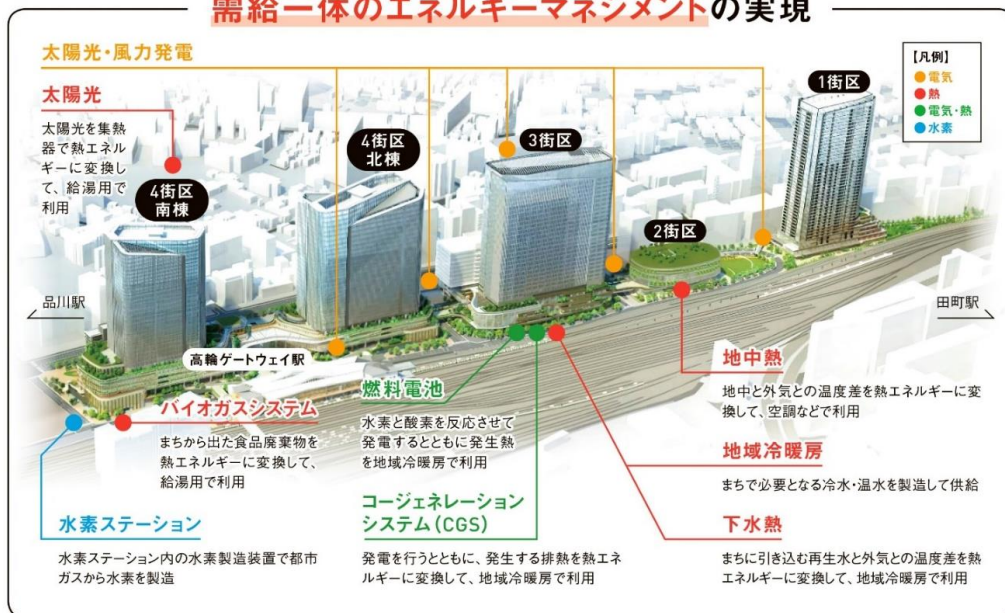 需給一体のエネルギーマネジメントの実現
太陽光・風力発電
太陽光
太陽光を集熱
器で熱エネル
ギーに変換し
て、給湯用で
利用
4街区
南棟
4街区
北棟
3街区
2街区
1街区
【凡例】
電気
熱
電気・熱
水素
品川駅
田町駅
高輪ゲートウェイ駅
バイオガスシステム
まちから出た食品廃棄物を
熱エネルギーに変換して、
給湯用で利用
水素ステーション
水素ステーション内の水素製造装置で都市
ガスから水素を製造
燃料電池
水素と酸素を反応させて
発電するとともに発生熱
を地域冷暖房で利用
コージェネレーション
システム(CGS)
発電を行うとともに、発生する排熱を熱エネ
ルギーに変換して、地域冷暖房で利用
地中熱
地中と外気との温度差を熱エネルギーに変
換して、空調などで利用
地域冷暖房
まちで必要となる冷水・温水を製造して供給
下水熱
まちに引き込む再生水と外気との温度差を熱
エネルギーに変換して、地域冷暖房で利用